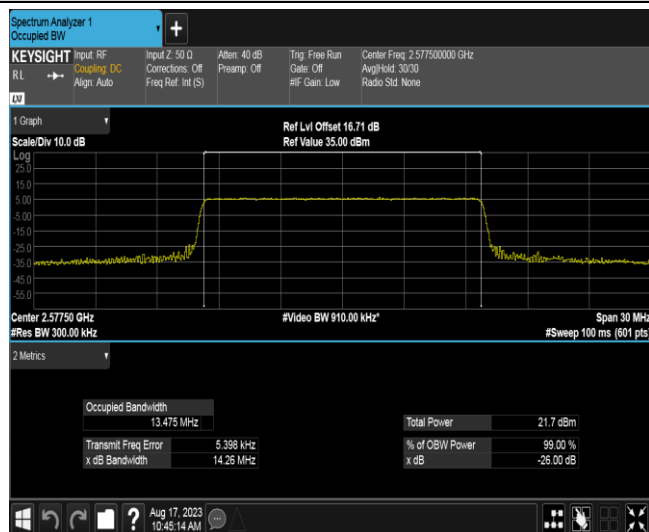 Spectrum Analyzer 1
Occupied BW
KEYSIGHT
RL
LXI
Input: RF
Coupling: DC
Align: Auto
Input Z: 50 Ω
Corrections: Off
Freq Ref: Int (S)
Atten: 40 dB
Preamp: Off
Trig: Free Run
Gate: Off
#IF Gain: Low
Center Freq: 2.577500000 GHz
Avg|Hold: 30/30
Radio Std: None
1 Graph
Scale/Div 10.0 dB
Ref Lvl Offset 16.71 dB
Ref Value 35.00 dBm
Log
25.0
15.0
5.00
-5.00
-15.0
-25.0
-35.0
-45.0
-55.0
Center 2.57750 GHz
#Res BW 300.00 kHz
#Video BW 910.00 kHz*
Span 30 MHz
#Sweep 100 ms (601 pts)
2 Metrics
Occupied Bandwidth
13.475 MHz
Transmit Freq Error 5.398 kHz
x dB Bandwidth 14.26 MHz
Total Power 21.7 dBm
% of OBW Power 99.00 %
x dB -26.00 dB
?
Aug 17, 2023
10:45:14 AM